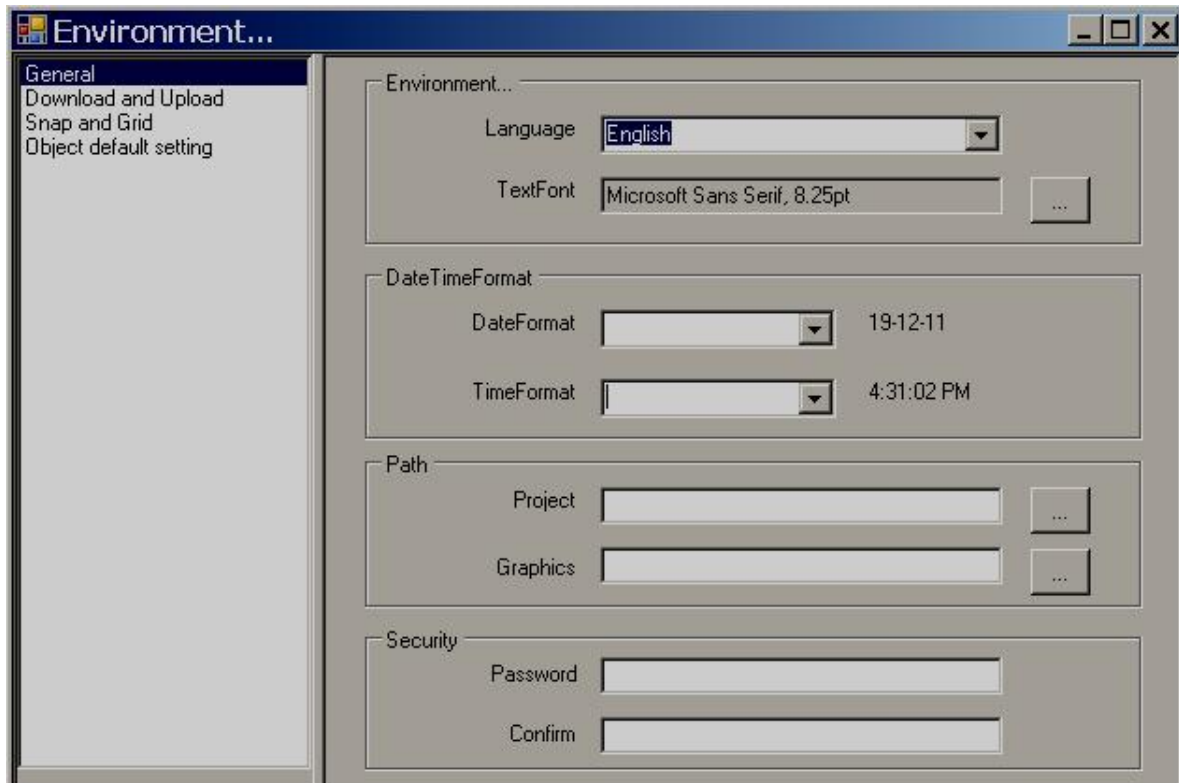 Environment...
General
Download and Upload
Snap and Grid
Object default setting
Environment...
Language English
TextFont Microsoft Sans Serif, 8.25pt ...
DateTimeFormat
DateFormat 19-12-11
TimeFormat 4:31:02 PM
Path
Project ...
Graphics ...
Security
Password
Confirm